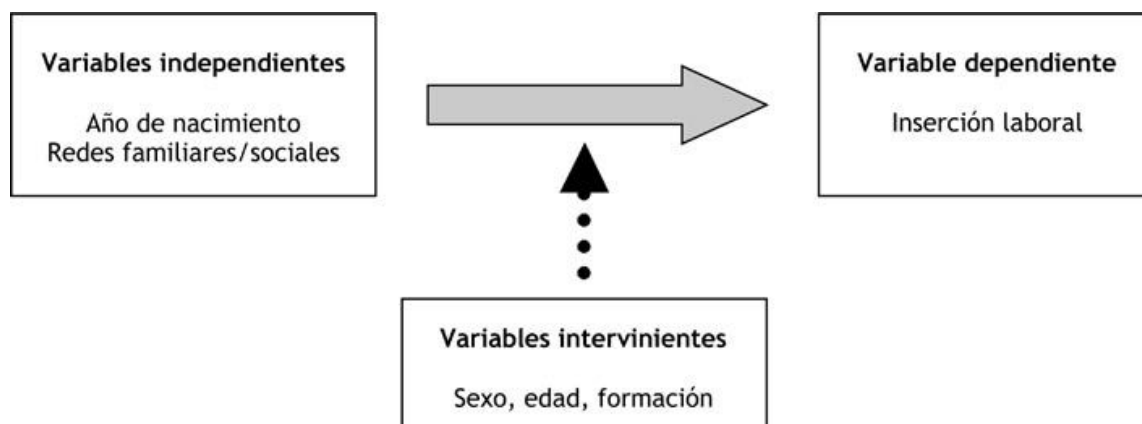 Variables independientes
Año de nacimiento
Redes familiares/sociales
Variable dependiente
Inserción laboral
Variables intervinientes
Sexo, edad, formación